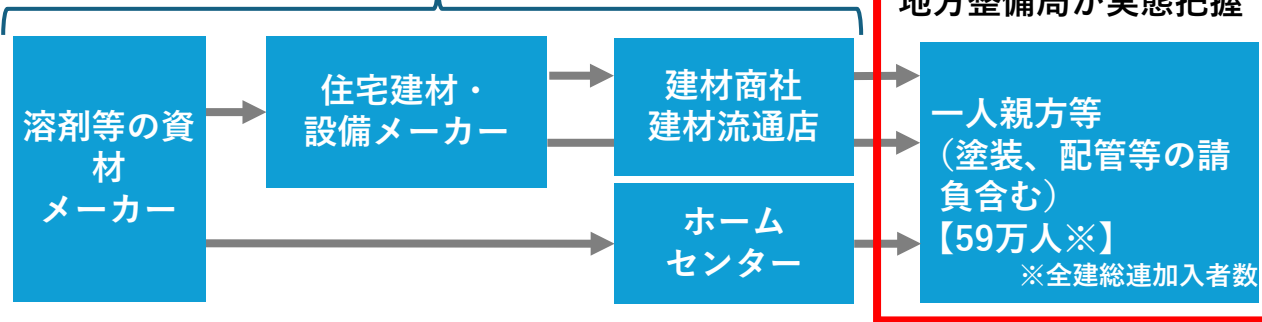 地方整備局が実態把握
溶剤等の資
材
メーカー
住宅建材・
設備メーカー
建材商社
建材流通店
ホーム
センター
一人親方等
（塗装、配管等の請
負含む）
【59万人※】
※全建総連加入者数